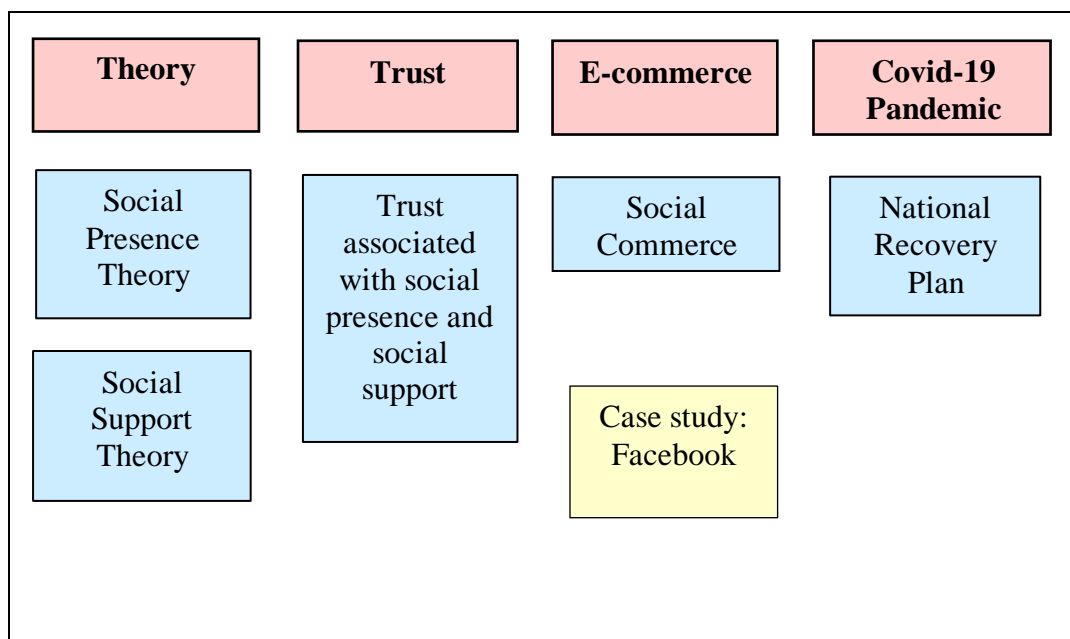 Theory
Trust
E-commerce
Covid-19
Pandemic
Social
Presence
Theory
Trust
associated
with social
presence and
social
support
Social
Commerce
National
Recovery
Plan
Social
Support
Theory
Case study:
Facebook